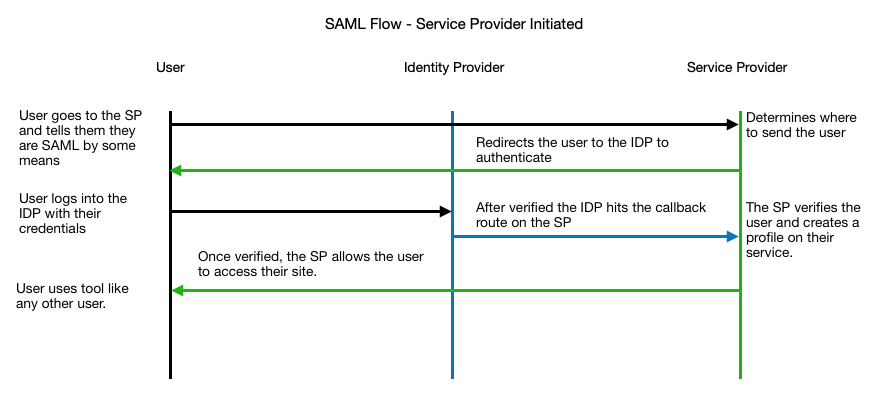 SAML Flow - Service Provider Initiated
User
Identity Provider
Service Provider
User goes to the SP
and tells them they
are SAML by some
means
Determines where
to send the user
Redirects the user to the IDP to
authenticate
User logs into the
IDP with their
credentials
After verified the IDP hits the callback
route on the SP
The SP verifies the
user and creates a
profile on their
service.
Once verified, the SP allows the user
to access their site.
User uses tool like
any other user.